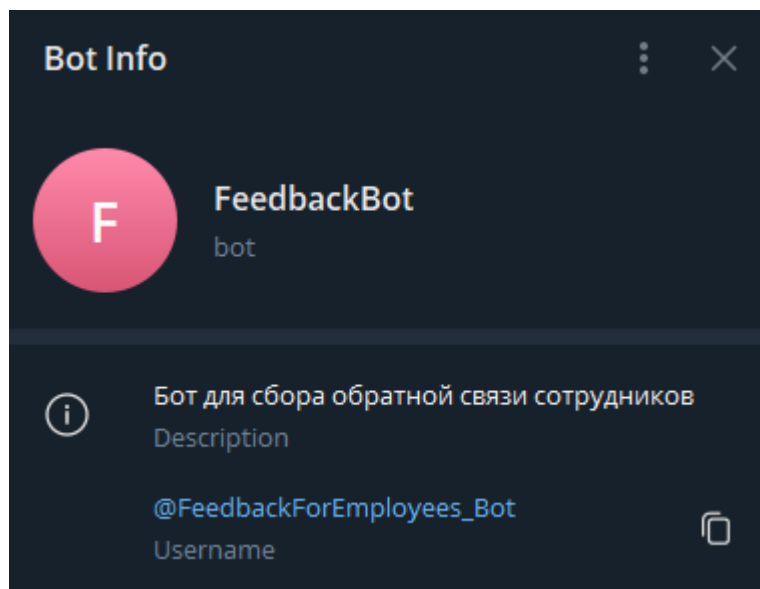 Bot Info
F
FeedbackBot
bot
Бот для сбора обратной связи сотрудников
Description
@FeedbackForEmployees_Bot
Username